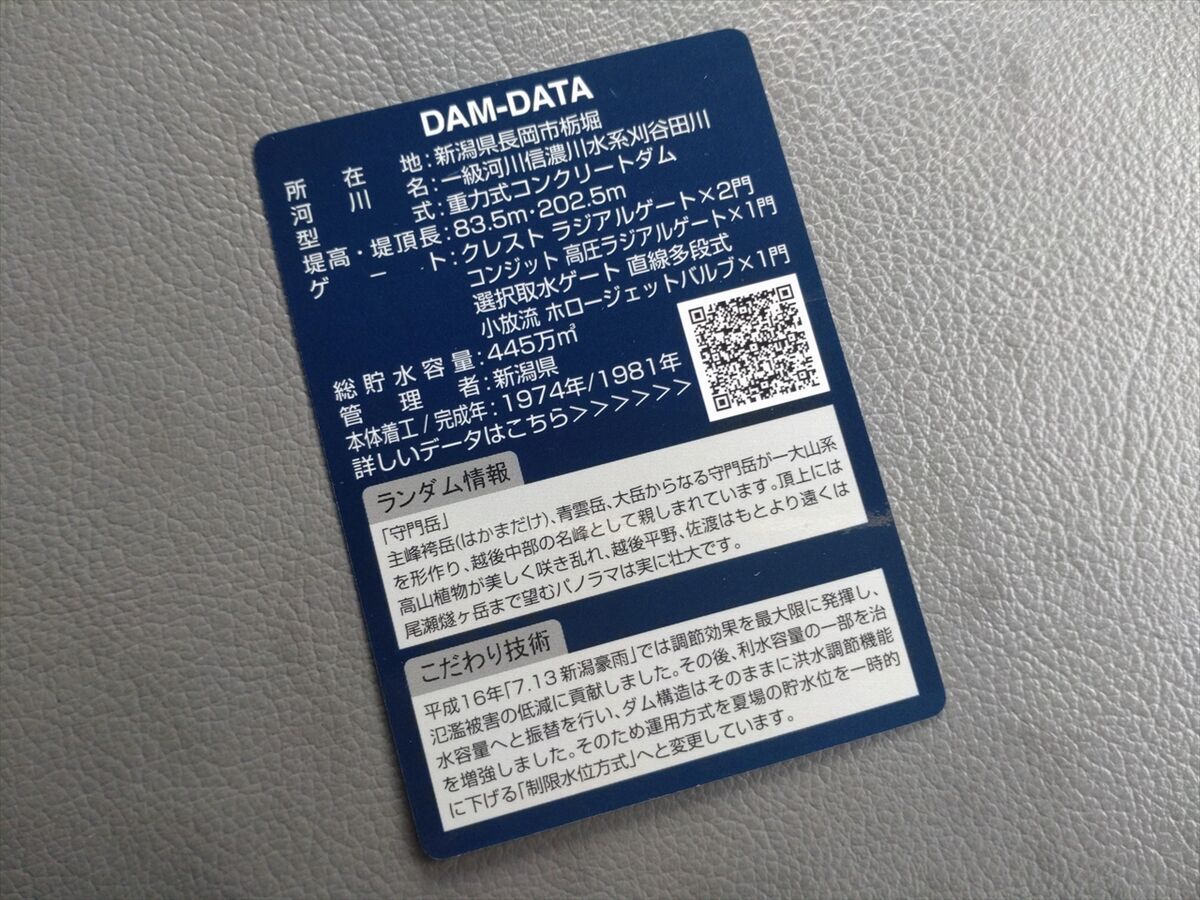 DAM-DATA
所在地：新潟県長岡市栃堀
河川名：一級河川信濃川水系刈谷田川
型式：重力式コンクリートダム
堤高・堤頂長：83.5m・202.5m
ゲート：クレスト ラジアルゲート×2門
コンジット 高圧ラジアルゲート×1門
選択取水ゲート 直線多段式
小放流 ホロージェットバルブ×1門
総貯水容量：445万㎥
管理者：新潟県
本体着工/完成年：1974年/1981年
詳しいデータはこちら>>>>>>
ランダム情報
「守門岳」
主峰袴岳(はかまだけ)、青雲岳、大岳からなる守門岳が一大山系
を形作り、越後中部の名峰として親しまれています。頂上には
高山植物が美しく咲き乱れ、越後平野、佐渡はもとより遠くは
尾瀬燧ヶ岳まで望むパノラマは実に壮大です。
こだわり技術
平成16年「7.13新潟豪雨」では調節効果を最大限に発揮し、
氾濫被害の低減に貢献しました。その後、利水容量の一部を治
水容量へと振替を行い、ダム構造はそのままに洪水調節機能
を増強しました。そのため運用方式を夏場の貯水位を一時的
に下げる「制限水位方式」へと変更しています。